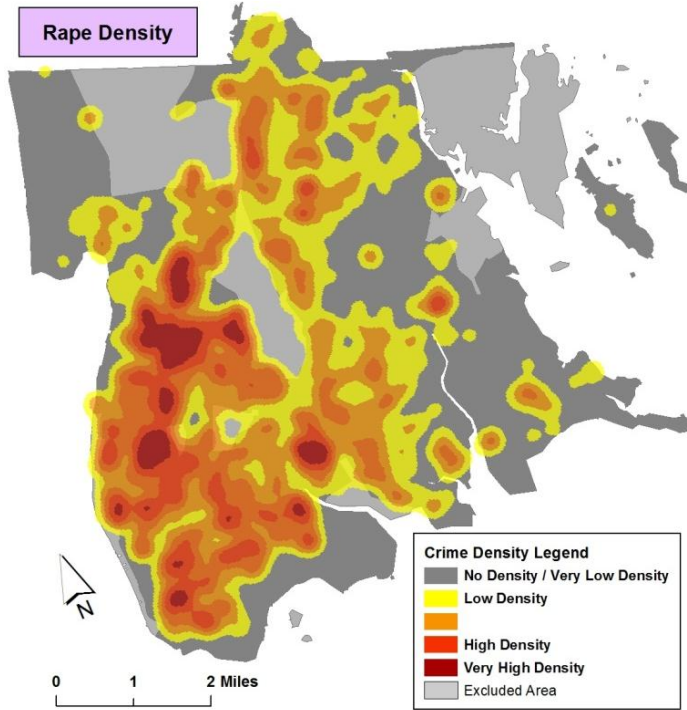 Rape Density
N
0 1 2 Miles
Crime Density Legend
No Density / Very Low Density
Low Density
High Density
Very High Density
Excluded Area